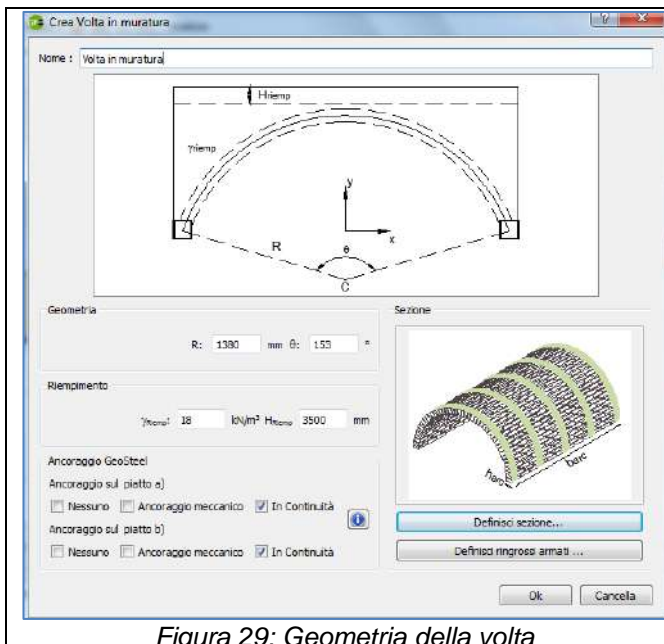 Crea Volta in muratura
Nome : Volta in muratura
Hriemp
γriemp
y
x
R
θ
C
Geometria
R: 1380 mm θ: 153 °
Riempimento
γRiemp: 18 kN/m³ HRiemp 3500 mm
Ancoraggio GeoSteel
Ancoraggio sul piatto a)
Nessuno Ancoraggio meccanico In Continuità
Ancoraggio sul piatto b)
Nessuno Ancoraggio meccanico In Continuità
Sezione
harc
barc
Definisci sezione...
Definisci ringrossi armati ...
Ok Cancella
Figura 29: Geometria della volta